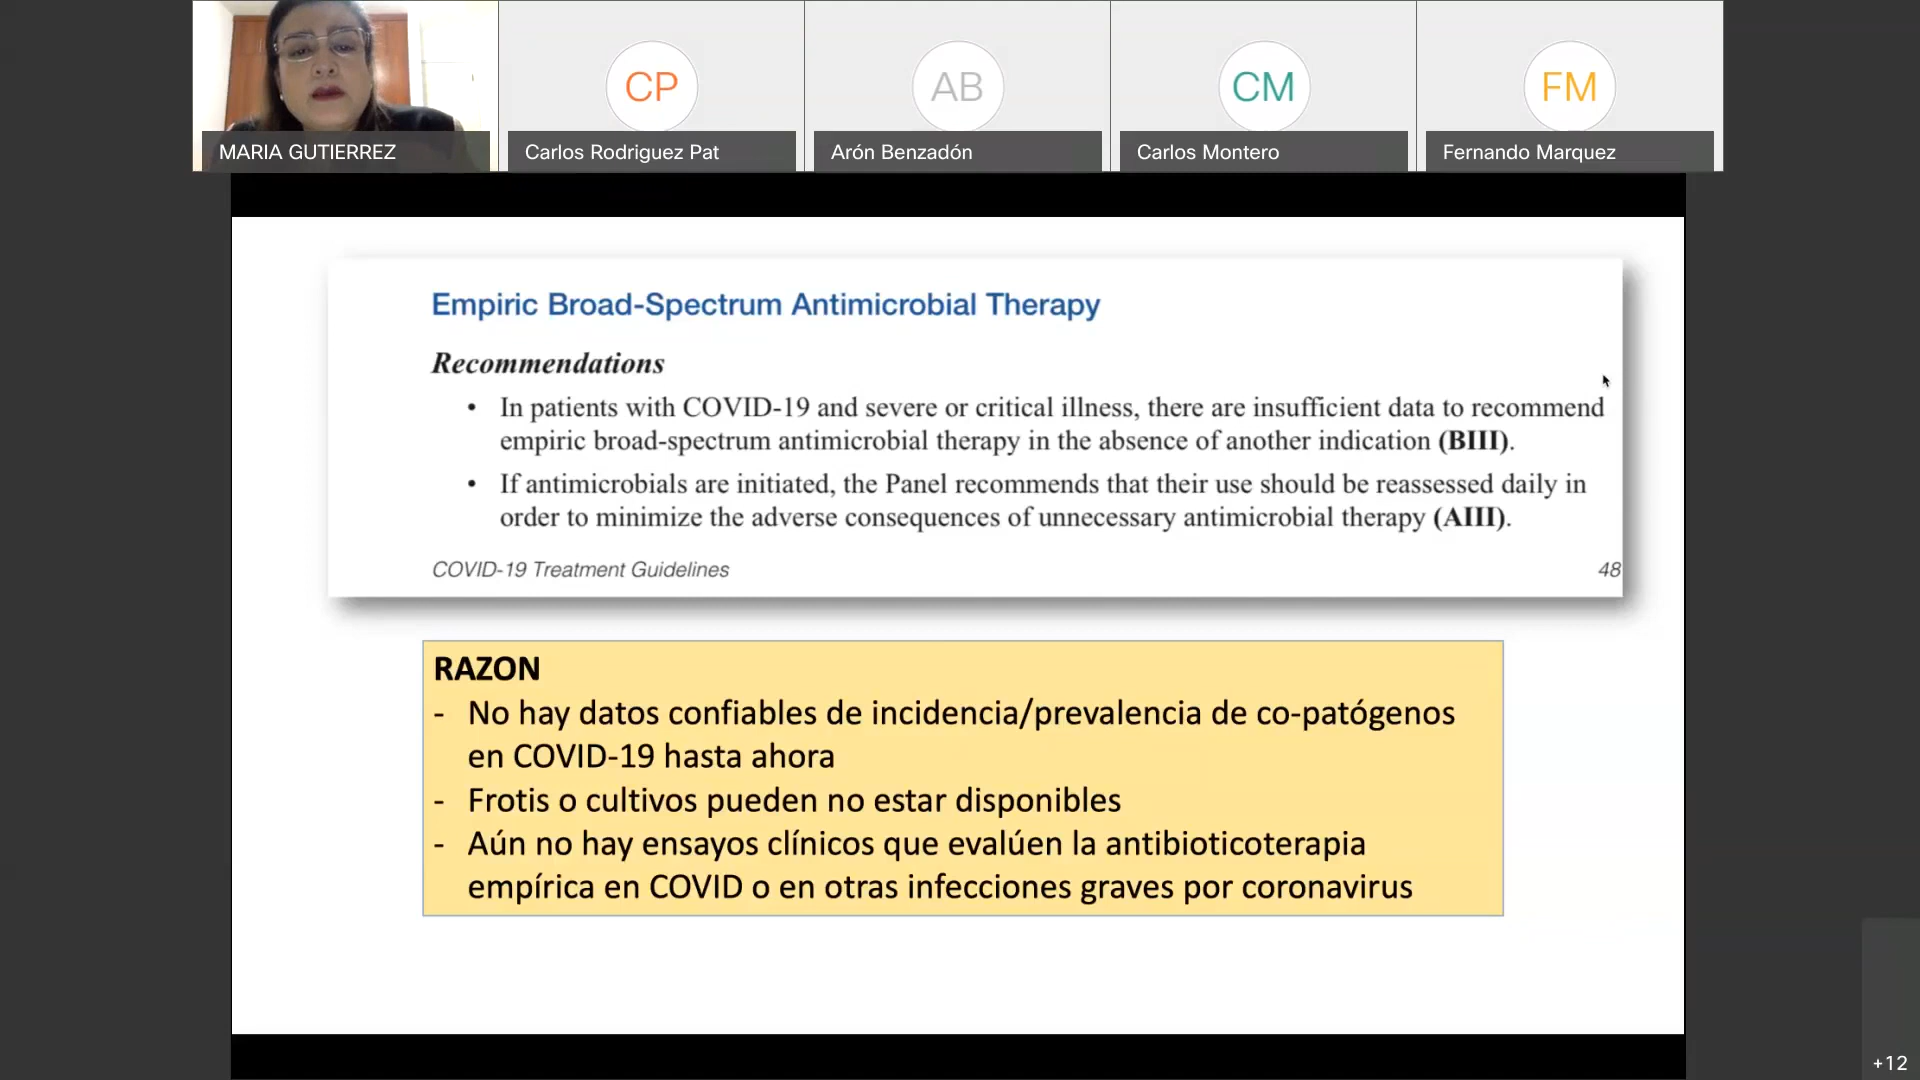 MARIA GUTIERREZ
CP
Carlos Rodriguez Pat
AB
Arón Benzadón
CM
Carlos Montero
FM
Fernando Marquez
Empiric Broad-Spectrum Antimicrobial Therapy
Recommendations
• In patients with COVID-19 and severe or critical illness, there are insufficient data to recommend
empiric broad-spectrum antimicrobial therapy in the absence of another indication (BIII).
• If antimicrobials are initiated, the Panel recommends that their use should be reassessed daily in
order to minimize the adverse consequences of unnecessary antimicrobial therapy (AIII).
COVID-19 Treatment Guidelines 48
RAZON
- No hay datos confiables de incidencia/prevalencia de co-patógenos
en COVID-19 hasta ahora
- Frotis o cultivos pueden no estar disponibles
- Aún no hay ensayos clínicos que evalúen la antibioticoterapia
empírica en COVID o en otras infecciones graves por coronavirus
+12